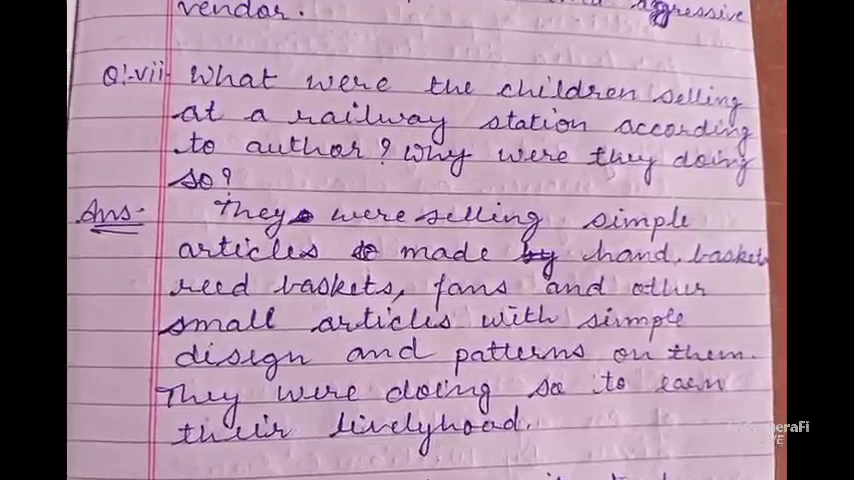 vendor. aggressive
Q:-vii- What were the children selling
at a railway station according
to author? Why were they doing
so?
Ans- They were selling simple
articles made by hand, baskets
reed baskets, fans and other
small articles with simple
disign and patterns on them.
They were doing so to earn
their livelyhood.